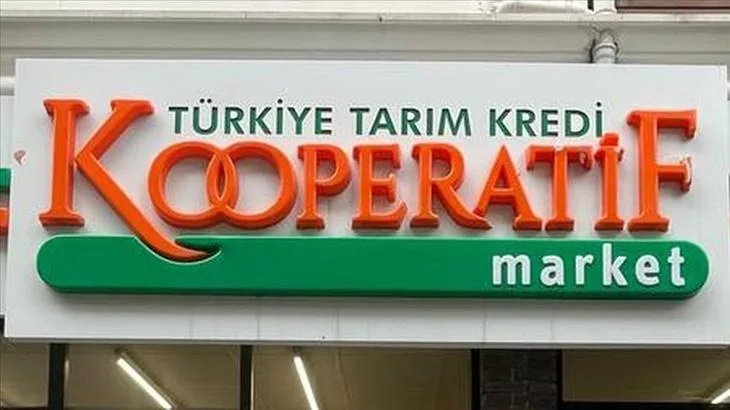 TÜRKİYE TARIM KREDİ
KOOPERATİF
market